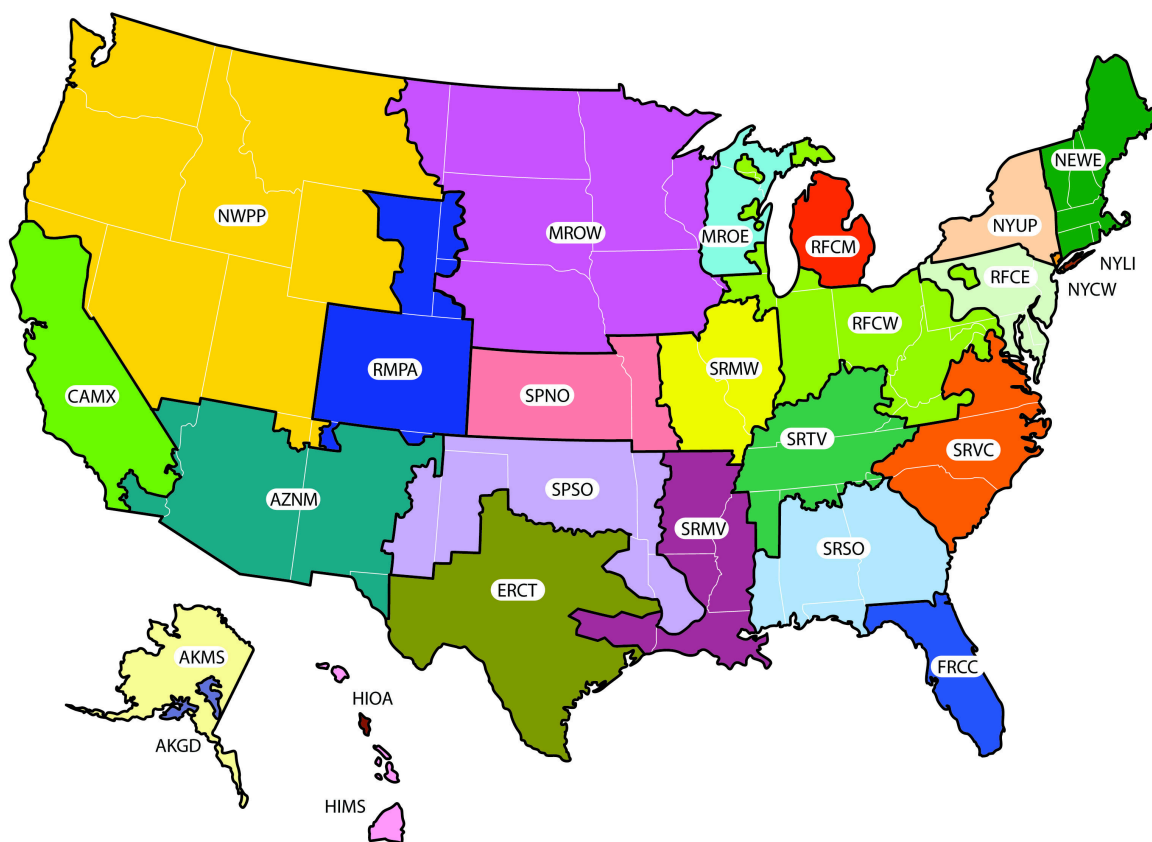 NEWE
NWPP
NYUP
MROW
MROE
RFCM
NYLI
RFCE
NYCW
RFCW
RMPA
SRMW
CAMX
SPNO
SRTV
SRVC
SPSO
AZNM
SRMV
SRSO
ERCT
AKMS
FRCC
HIOA
AKGD
HIMS